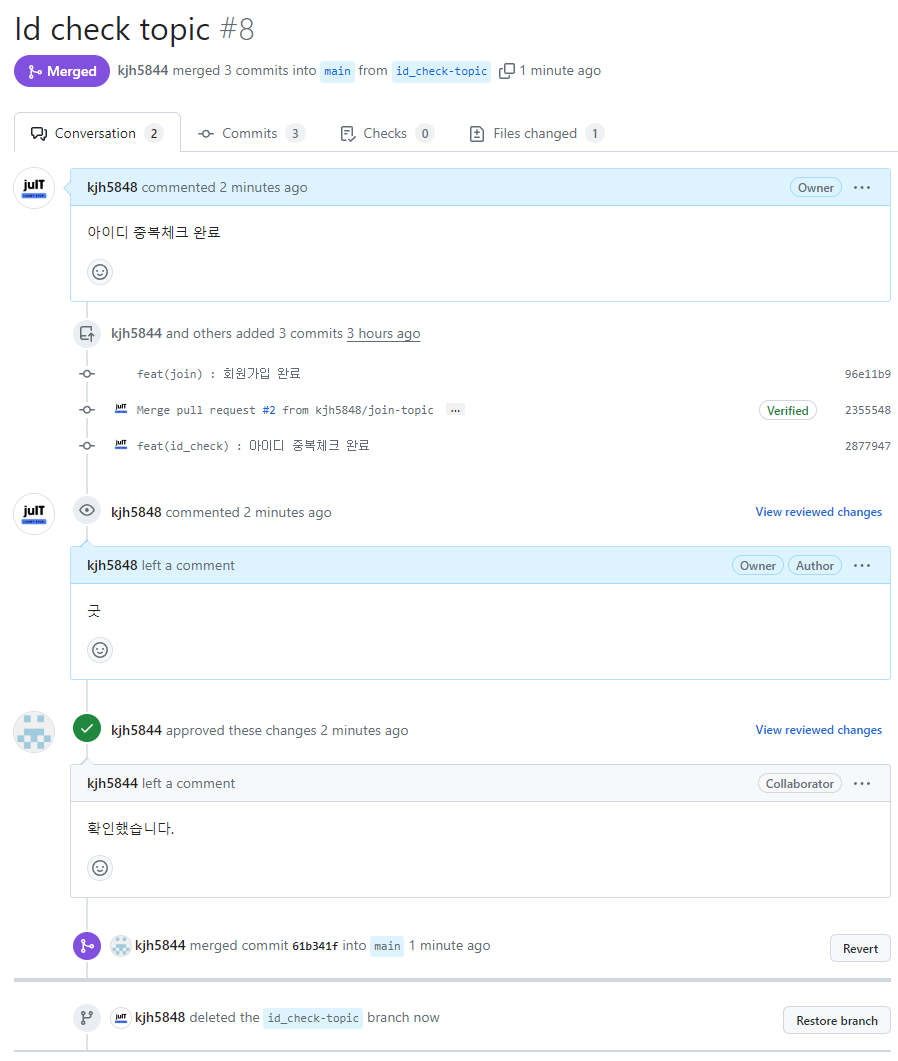 Id check topic #8
Merged kjh5844 merged 3 commits into main from id_check-topic 1 minute ago
Conversation 2 Commits 3 Checks 0 Files changed 1
juIT
kjh5848 commented 2 minutes ago Owner ...
아이디 중복체크 완료
kjh5844 and others added 3 commits 3 hours ago
feat(join) : 회원가입 완료 96e11b9
juIT Merge pull request #2 from kjh5848/join-topic ... Verified 2355548
juIT feat(id_check) : 아이디 중복체크 완료 2877947
juIT
kjh5848 commented 2 minutes ago View reviewed changes
kjh5848 left a comment Owner Author ...
굿
kjh5844 approved these changes 2 minutes ago View reviewed changes
kjh5844 left a comment Collaborator ...
확인했습니다.
kjh5844 merged commit 61b341f into main 1 minute ago Revert
juIT kjh5848 deleted the id_check-topic branch now Restore branch